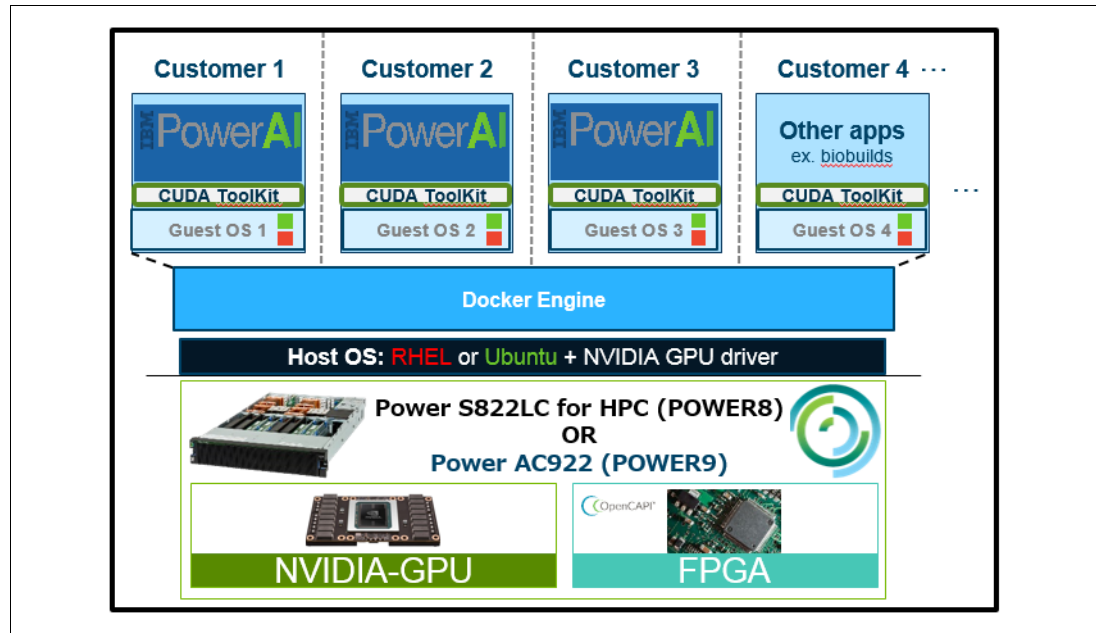 Customer 1
Customer 2
Customer 3
Customer 4 ...
IBM PowerAI
IBM PowerAI
IBM PowerAI
Other apps
ex. biobuilds
CUDA ToolKit
CUDA ToolKit
CUDA ToolKit
CUDA ToolKit
...
Guest OS 1
Guest OS 2
Guest OS 3
Guest OS 4
Docker Engine
Host OS: RHEL or Ubuntu + NVIDIA GPU driver
Power S822LC for HPC (POWER8)
OR
Power AC922 (POWER9)
OpenCAPI
NVIDIA-GPU
FPGA